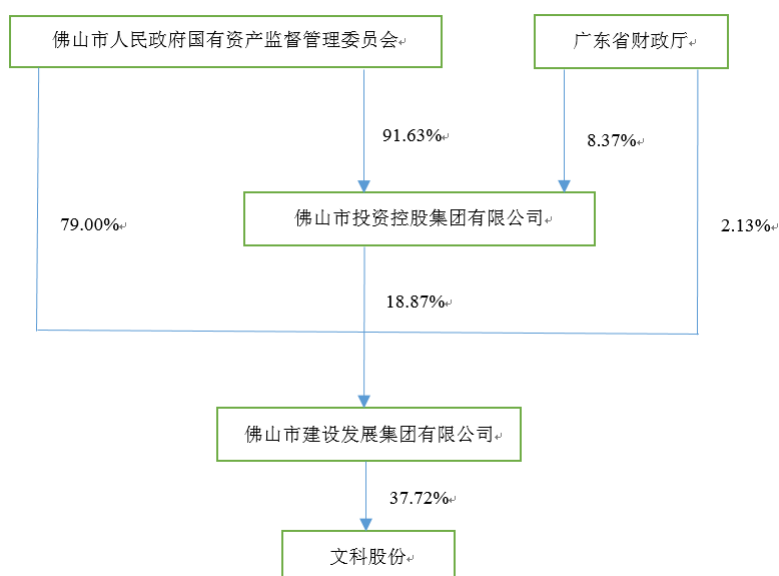 佛山市人民政府国有资产监督管理委员会
广东省财政厅
91.63%
8.37%
佛山市投资控股集团有限公司
79.00%
2.13%
18.87%
佛山市建设发展集团有限公司
37.72%
文科股份